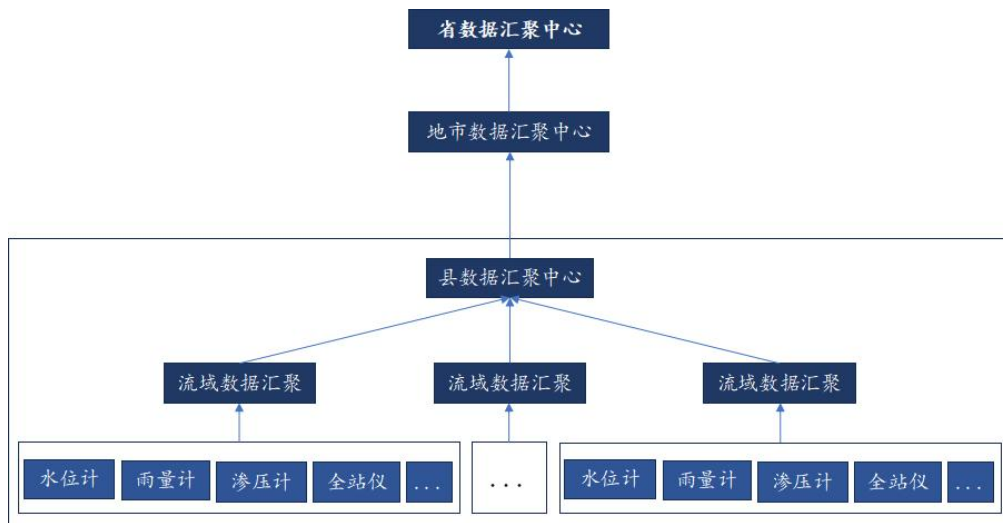 省数据汇聚中心
地市数据汇聚中心
县数据汇聚中心
流域数据汇聚 流域数据汇聚 流域数据汇聚
水位计 雨量计 渗压计 全站仪 ... ... 水位计 雨量计 渗压计 全站仪 ...